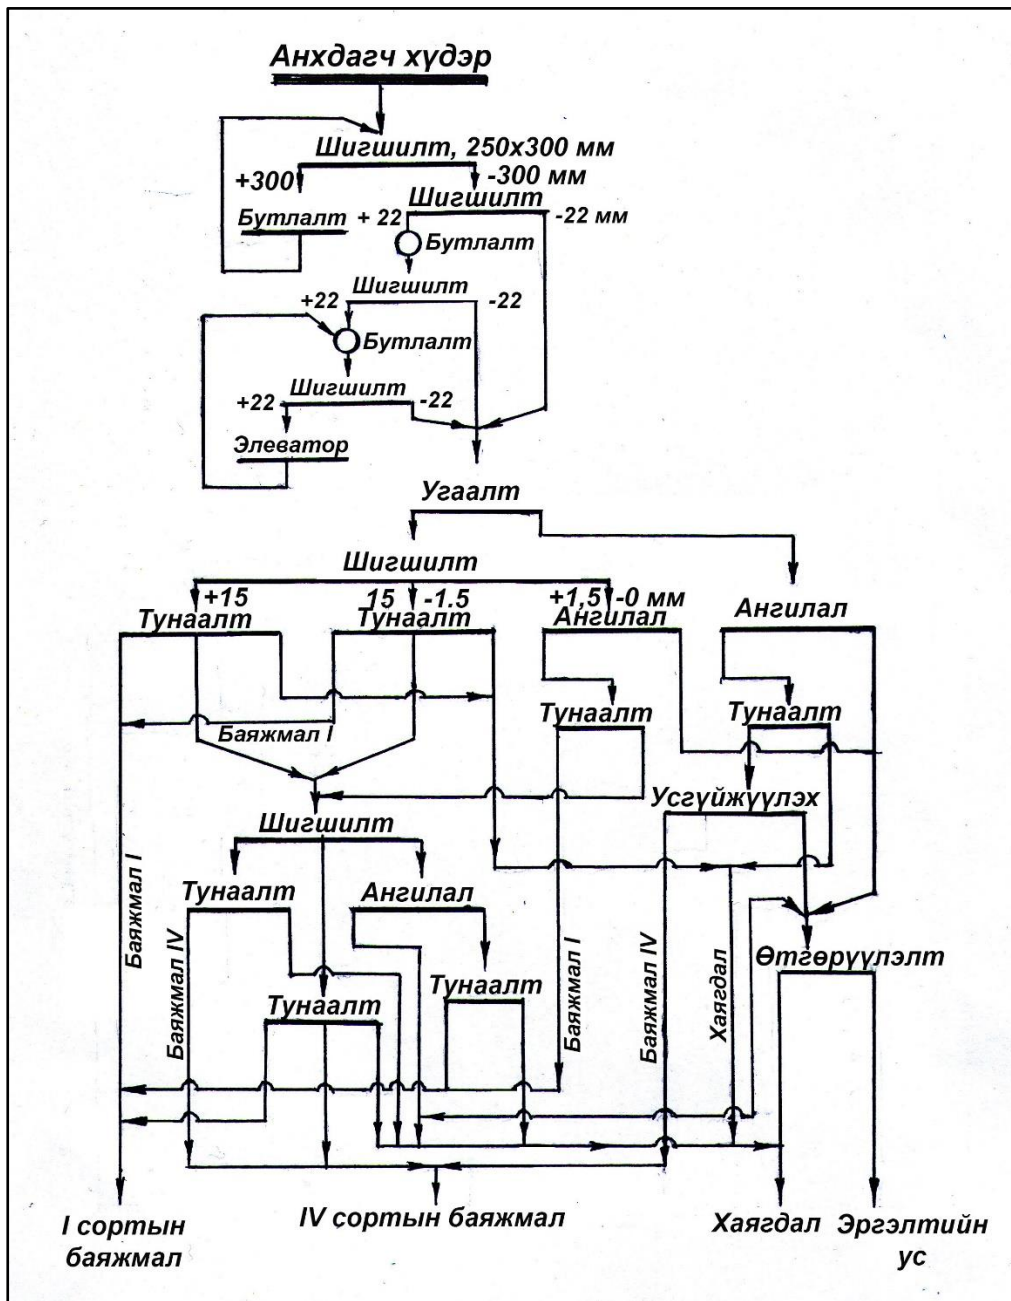 Анхдагч хүдэр
Шигшилт, 250х300 мм
+300
-300 мм
Шигшилт
Бутлалт
+ 22
-22 мм
Бутлалт
Шигшилт
+22
-22
Бутлалт
Шигшилт
+22
-22
Элеватор
Угаалт
Шигшилт
+15
15 -1.5
+1,5 -0 мм
Тунаалт
Тунаалт
Ангилал
Ангилал
Тунаалт
Тунаалт
Баяжмал I
Усгүйжүүлэх
Шигшилт
Тунаалт
Ангилал
Баяжмал I
Баяжмал IV
Тунаалт
Тунаалт
Баяжмал I
Баяжмал IV
Хаягдал
Өтгөрүүлэлт
I сортын
баяжмал
IV сортын баяжмал
Хаягдал
Эргэлтийн
ус